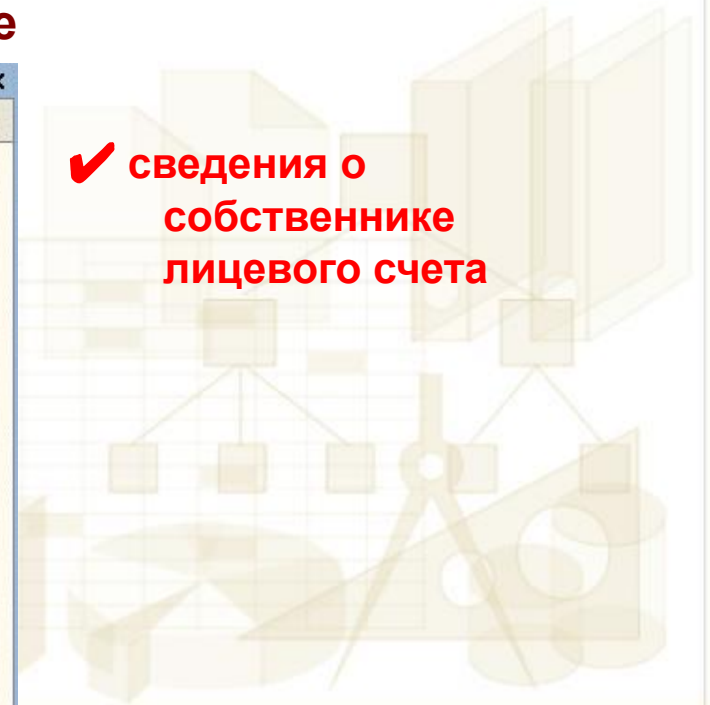 е
✔ сведения о
собственнике
лицевого счета